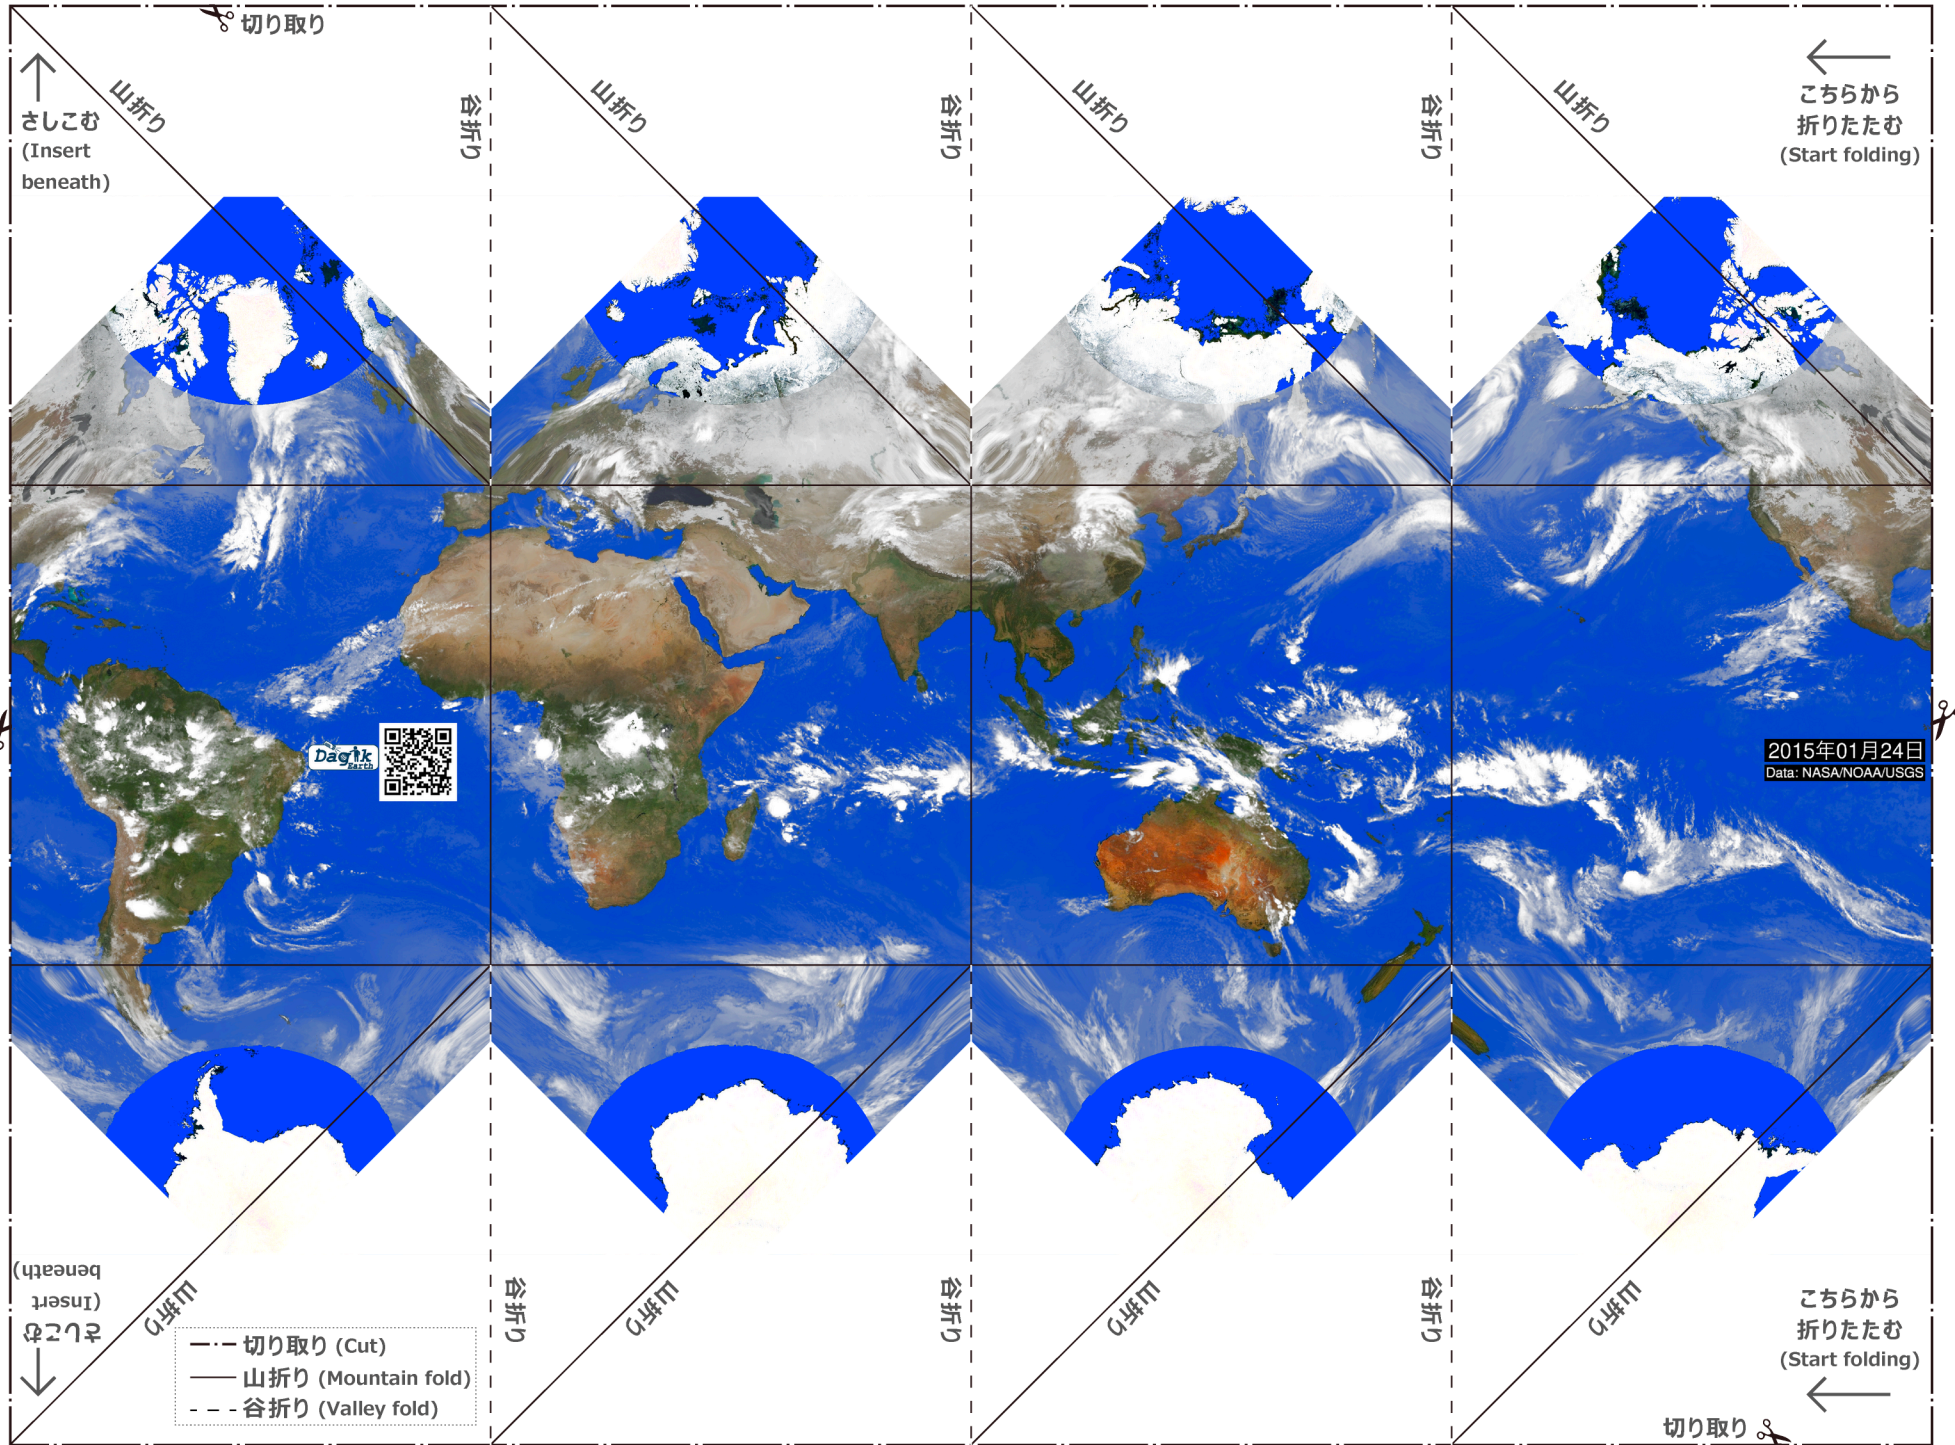 切り取り
さしこむ
(Insert
beneath)
山折り
谷折り
山折り
谷折り
山折り
谷折り
山折り
こちらから
折りたたむ
(Start folding)
Dagik
Earth
2015年01月24日
Data: NASA/NOAA/USGS
さしこむ
(Insert
beneath)
山折り
谷折り
山折り
谷折り
山折り
谷折り
山折り
こちらから
折りたたむ
(Start folding)
切り取り (Cut)
山折り (Mountain fold)
谷折り (Valley fold)
切り取り